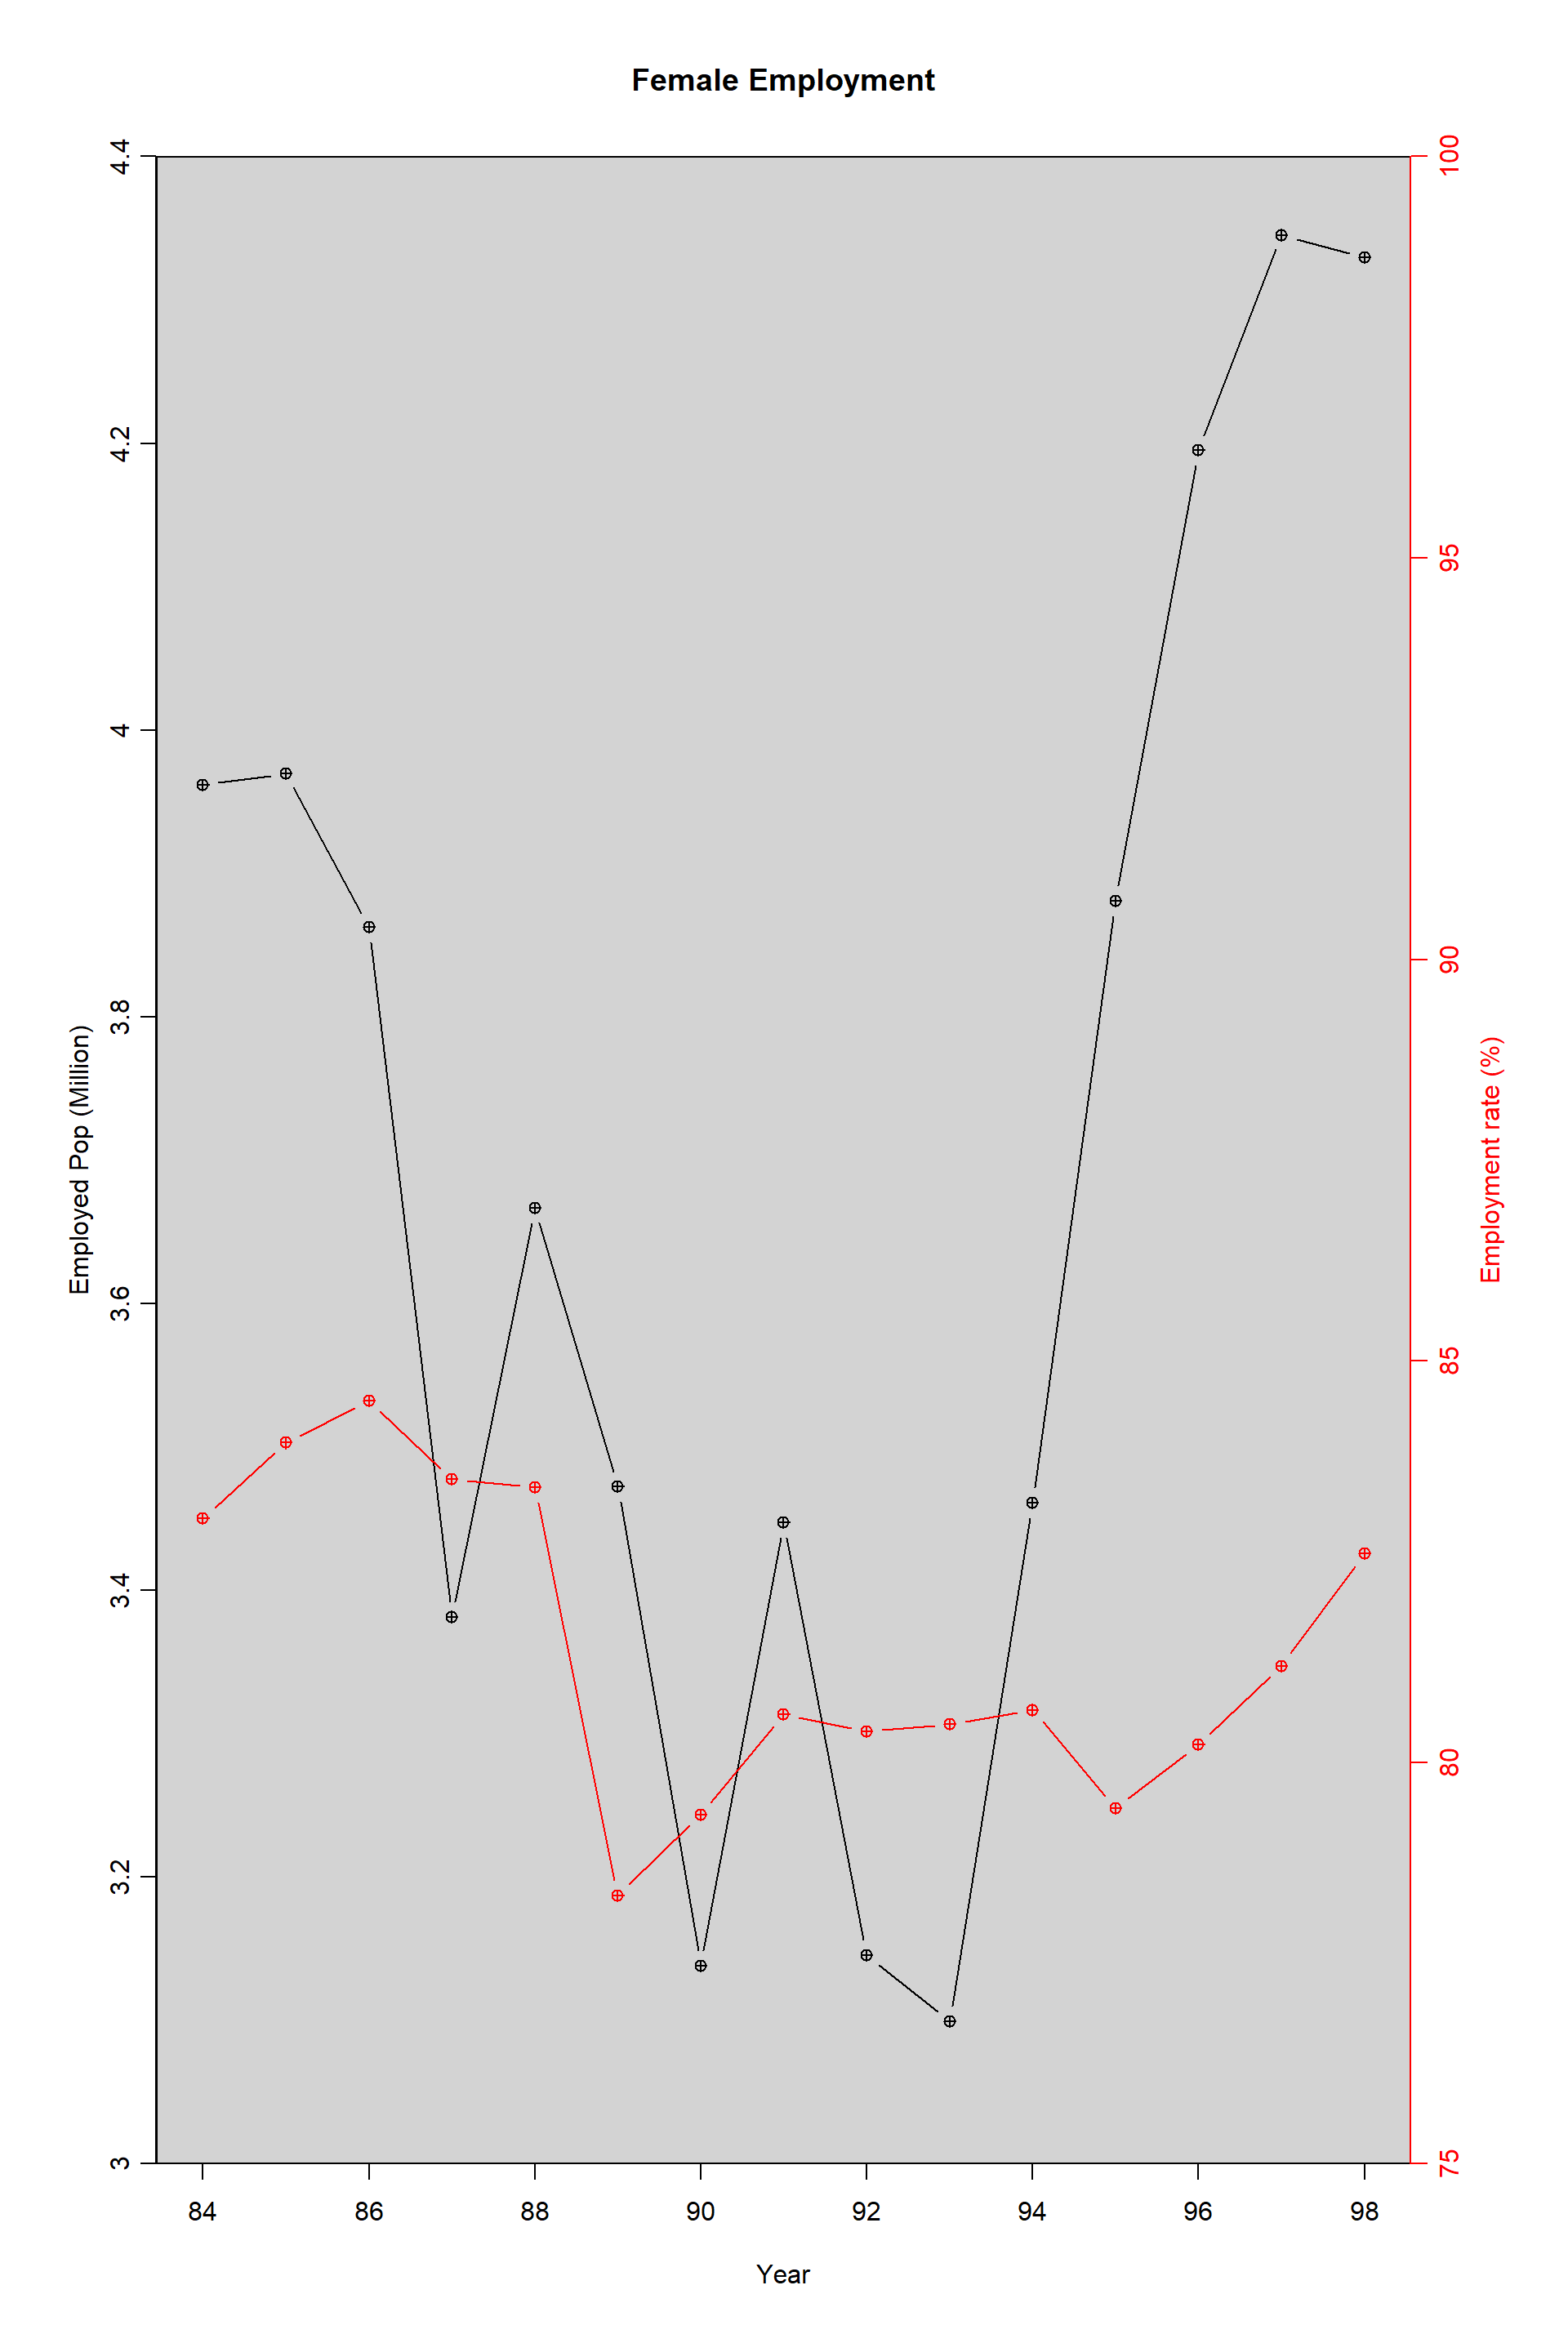 Female Employment
4.4
4.2
4
3.8
3.6
3.4
3.2
3
Employed Pop (Million)
100
95
90
85
80
75
Employment rate (%)
84 86 88 90 92 94 96 98
Year